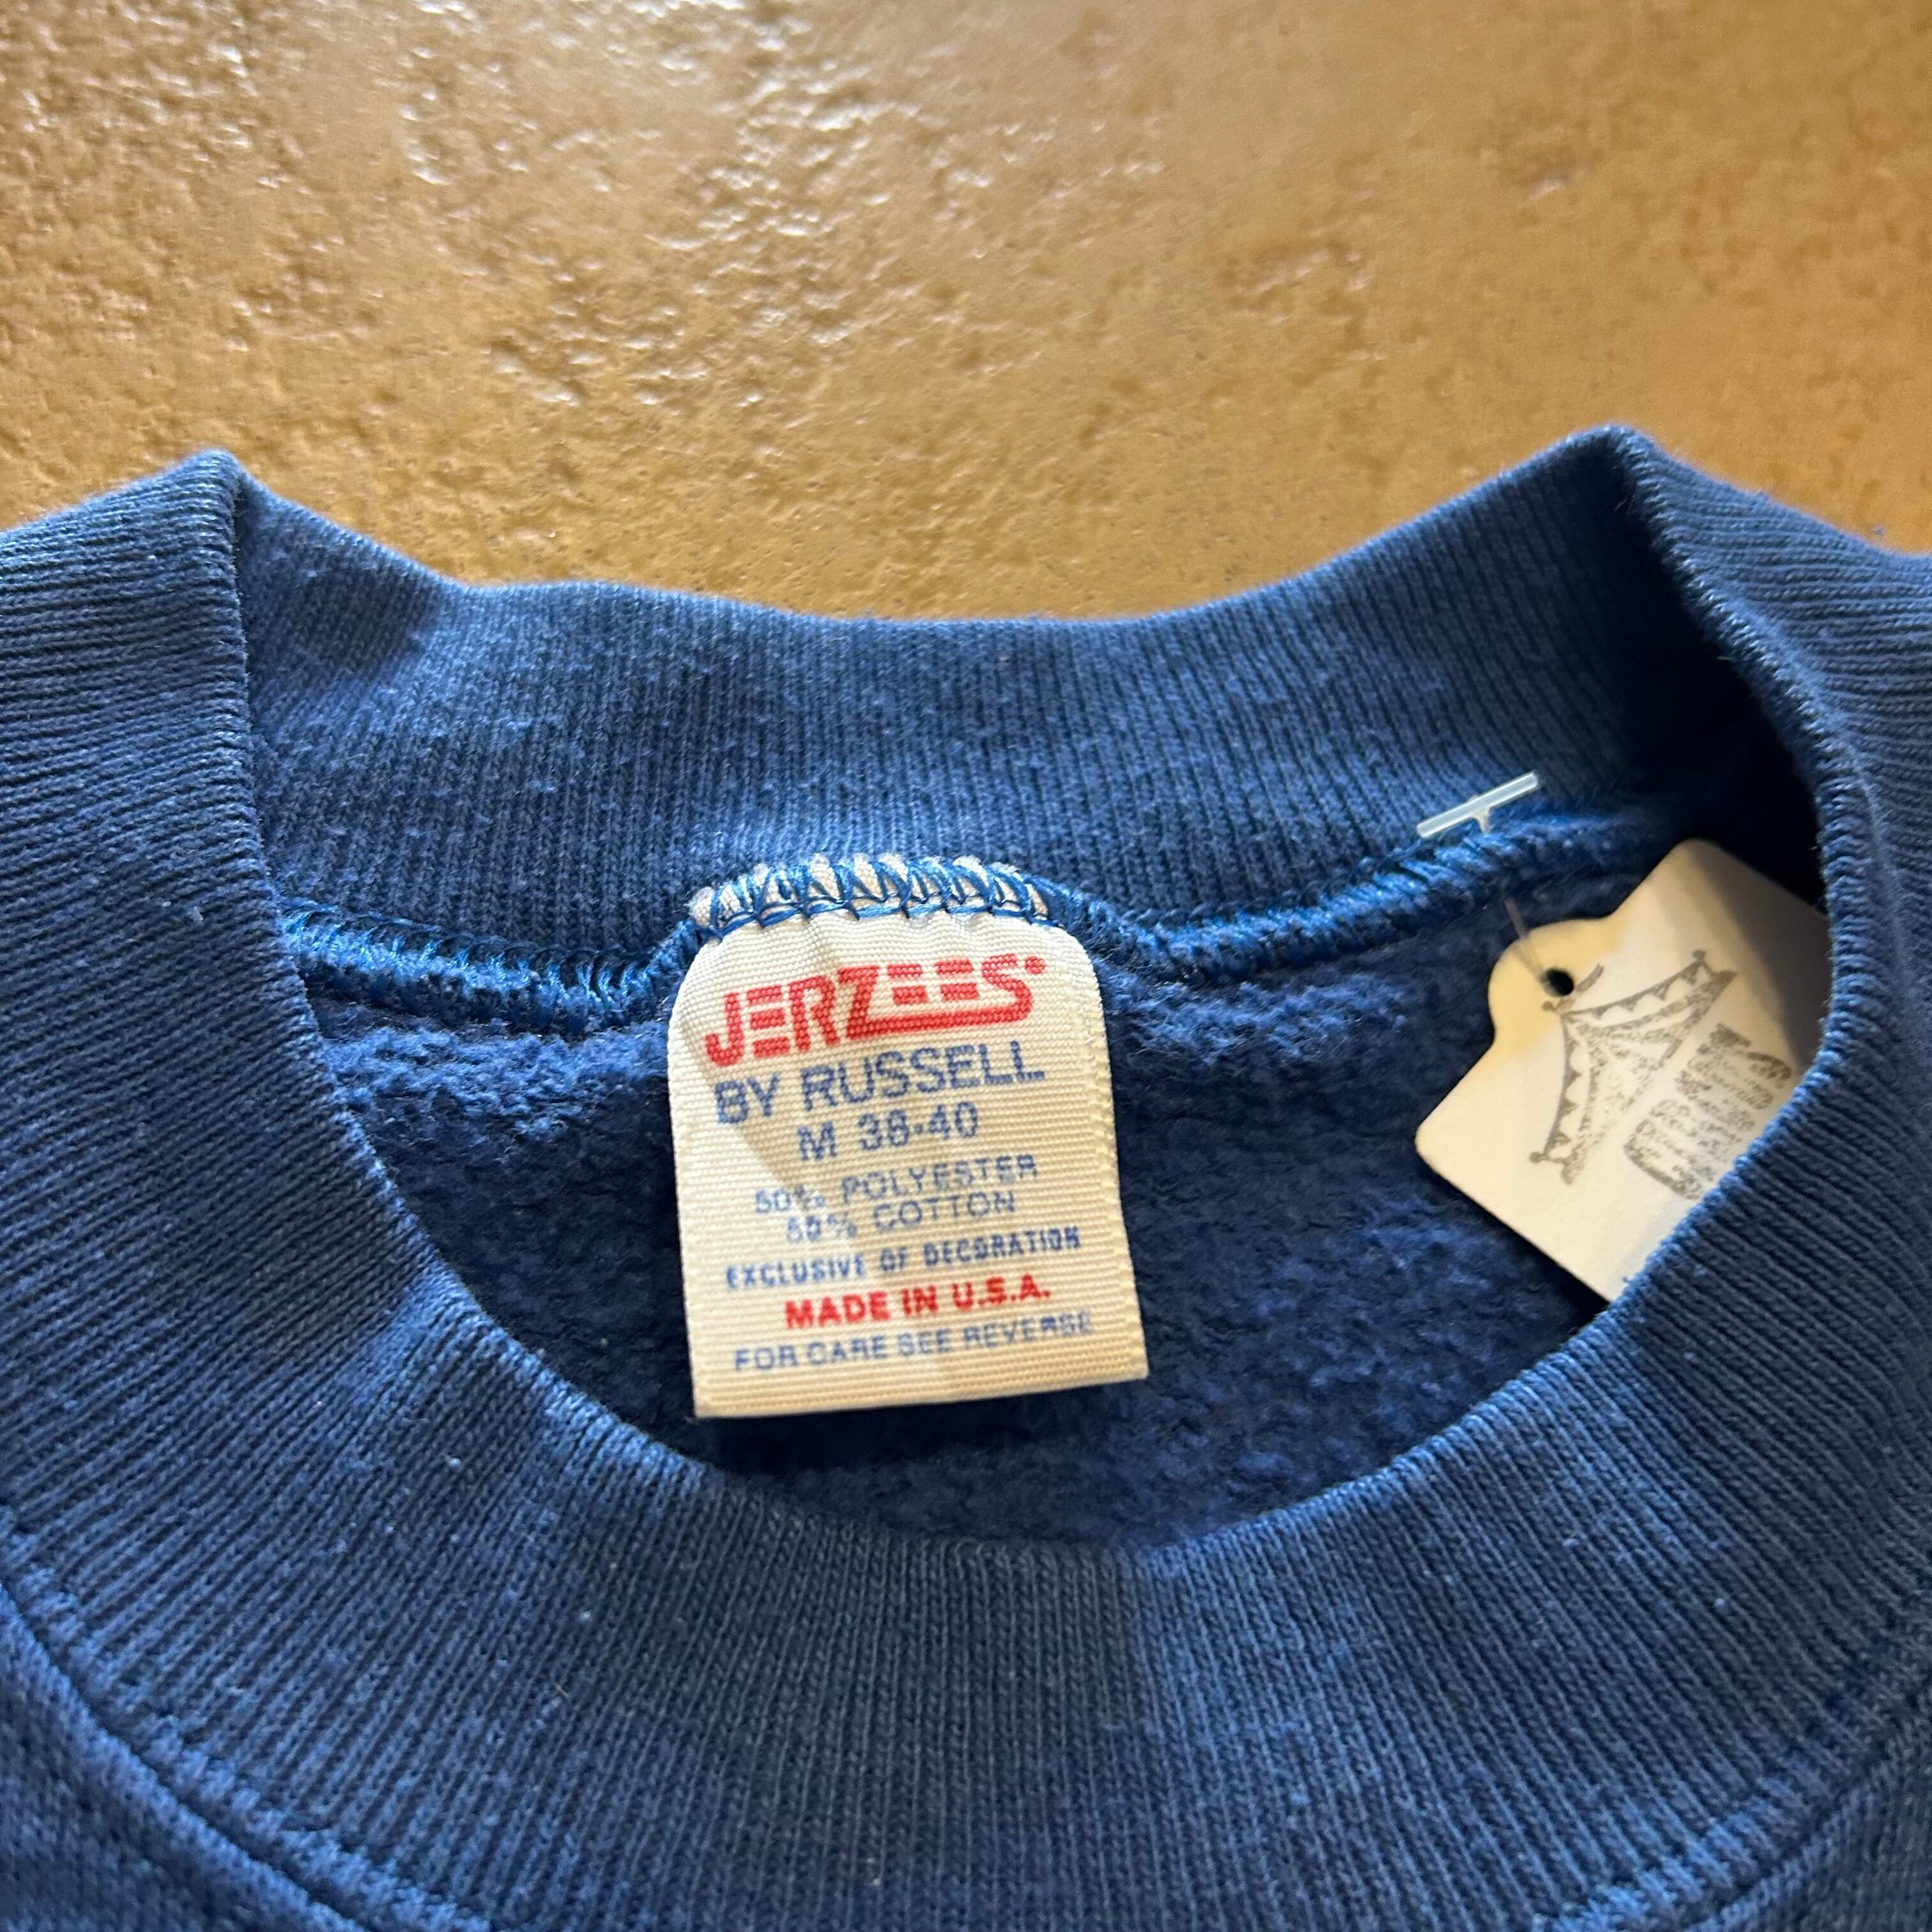 JERZEES
BY RUSSELL
M 38-40
50% POLYESTER
50% COTTON
EXCLUSIVE OF DECORATION
MADE IN U.S.A.
FOR CARE SEE REVERSE